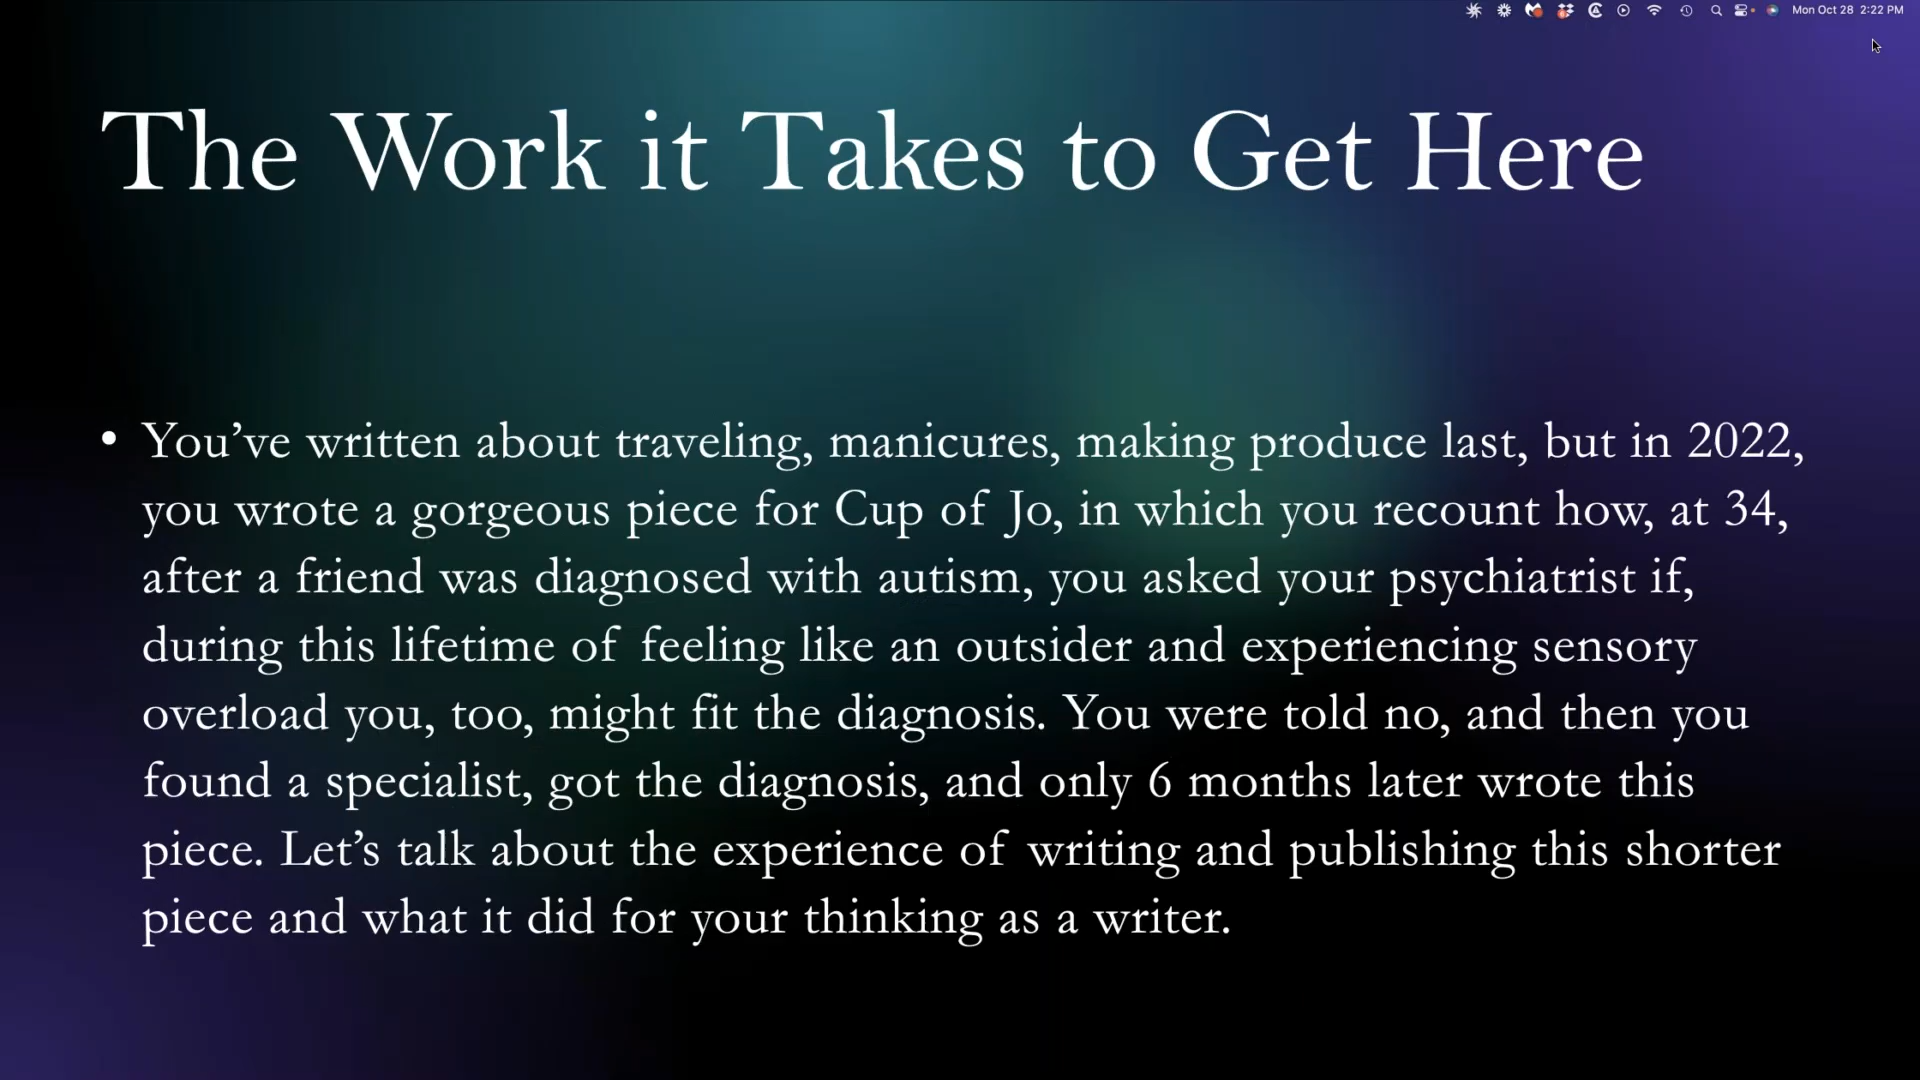 Mon Oct 28 2:22 PM
The Work it Takes to Get Here
• You’ve written about traveling, manicures, making produce last, but in 2022,
you wrote a gorgeous piece for Cup of Jo, in which you recount how, at 34,
after a friend was diagnosed with autism, you asked your psychiatrist if,
during this lifetime of feeling like an outsider and experiencing sensory
overload you, too, might fit the diagnosis. You were told no, and then you
found a specialist, got the diagnosis, and only 6 months later wrote this
piece. Let’s talk about the experience of writing and publishing this shorter
piece and what it did for your thinking as a writer.